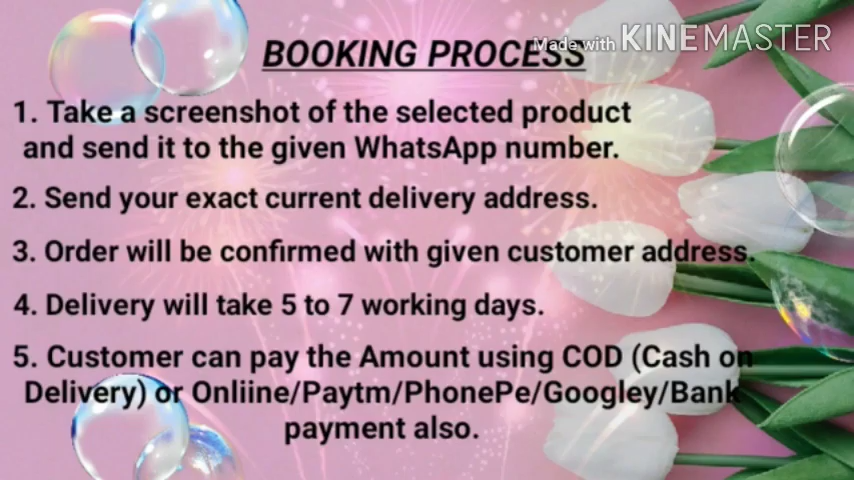 BOOKING PROCESS
Made with KINEMASTER
1. Take a screenshot of the selected product
and send it to the given WhatsApp number.
2. Send your exact current delivery address.
3. Order will be confirmed with given customer address.
4. Delivery will take 5 to 7 working days.
5. Customer can pay the Amount using COD (Cash on
Delivery) or Onliine/Paytm/PhonePe/Googley/Bank
payment also.